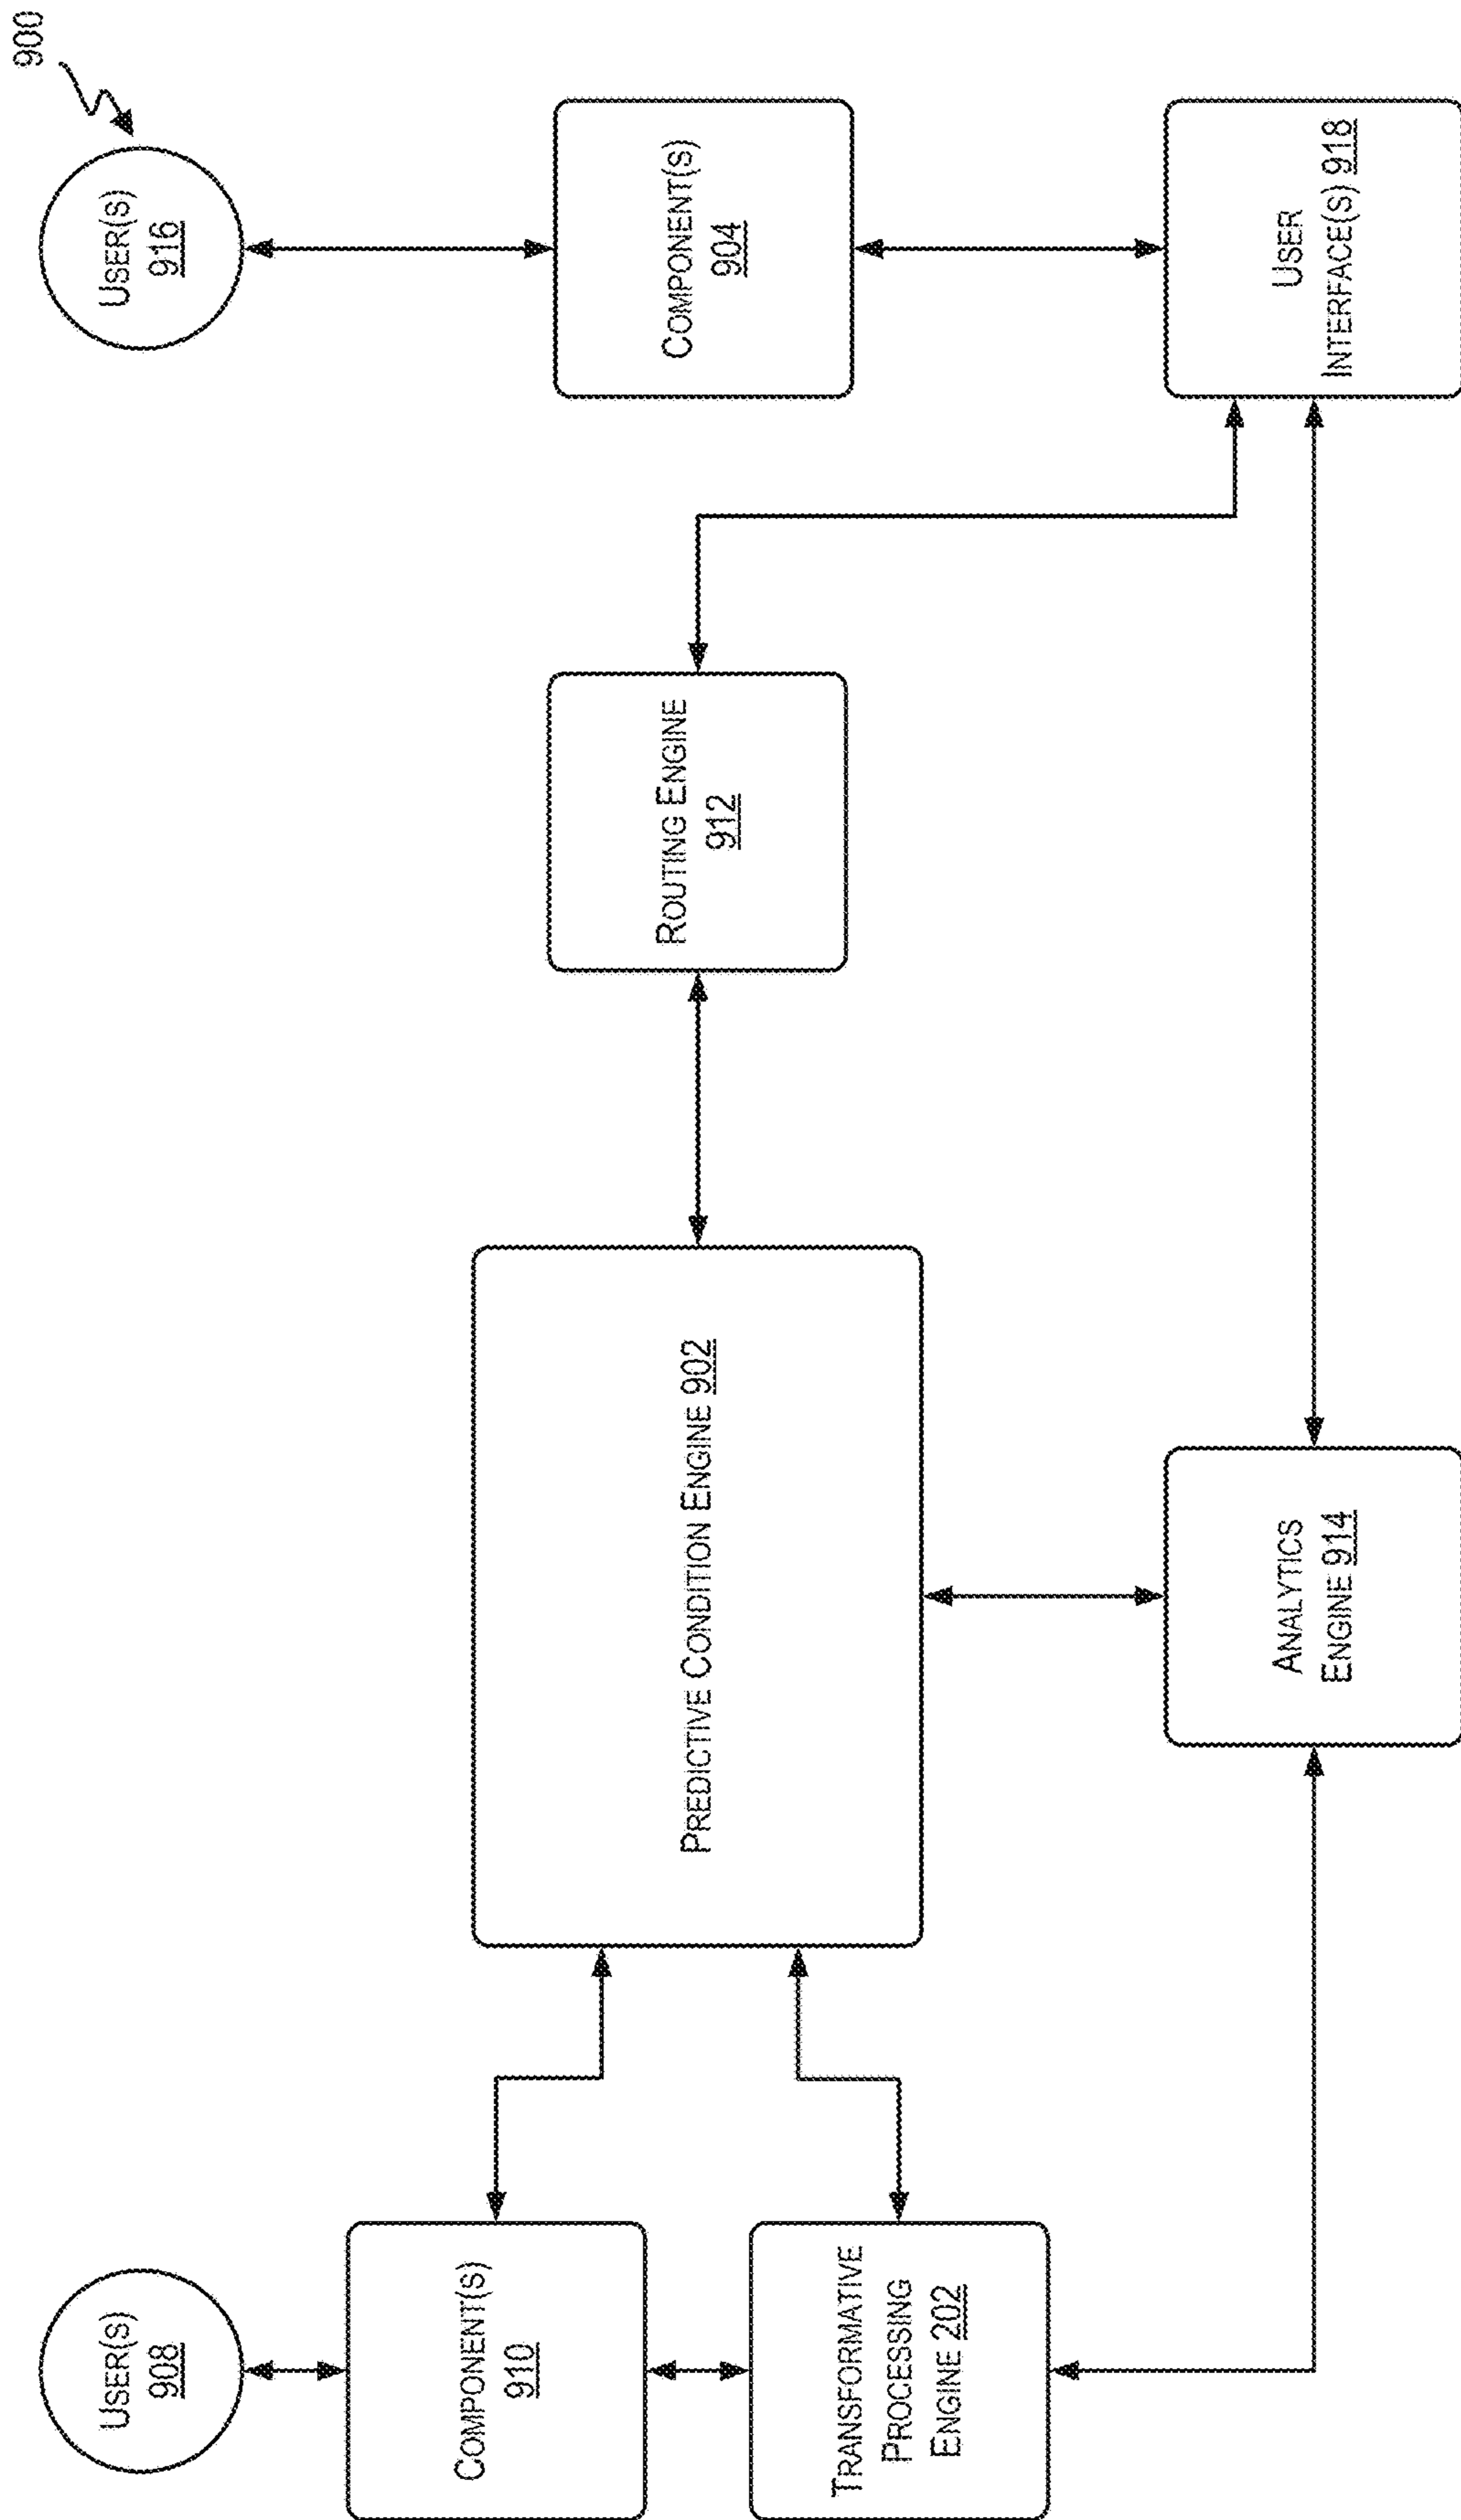 900
USER(S)
908
USER(S)
916
COMPONENT(S)
910
PREDICTIVE CONDITION ENGINE 902
ROUTING ENGINE
912
COMPONENT(S)
904
TRANSFORMATIVE
PROCESSING
ENGINE 202
ANALYTICS
ENGINE 914
USER
INTERFACE(S) 918